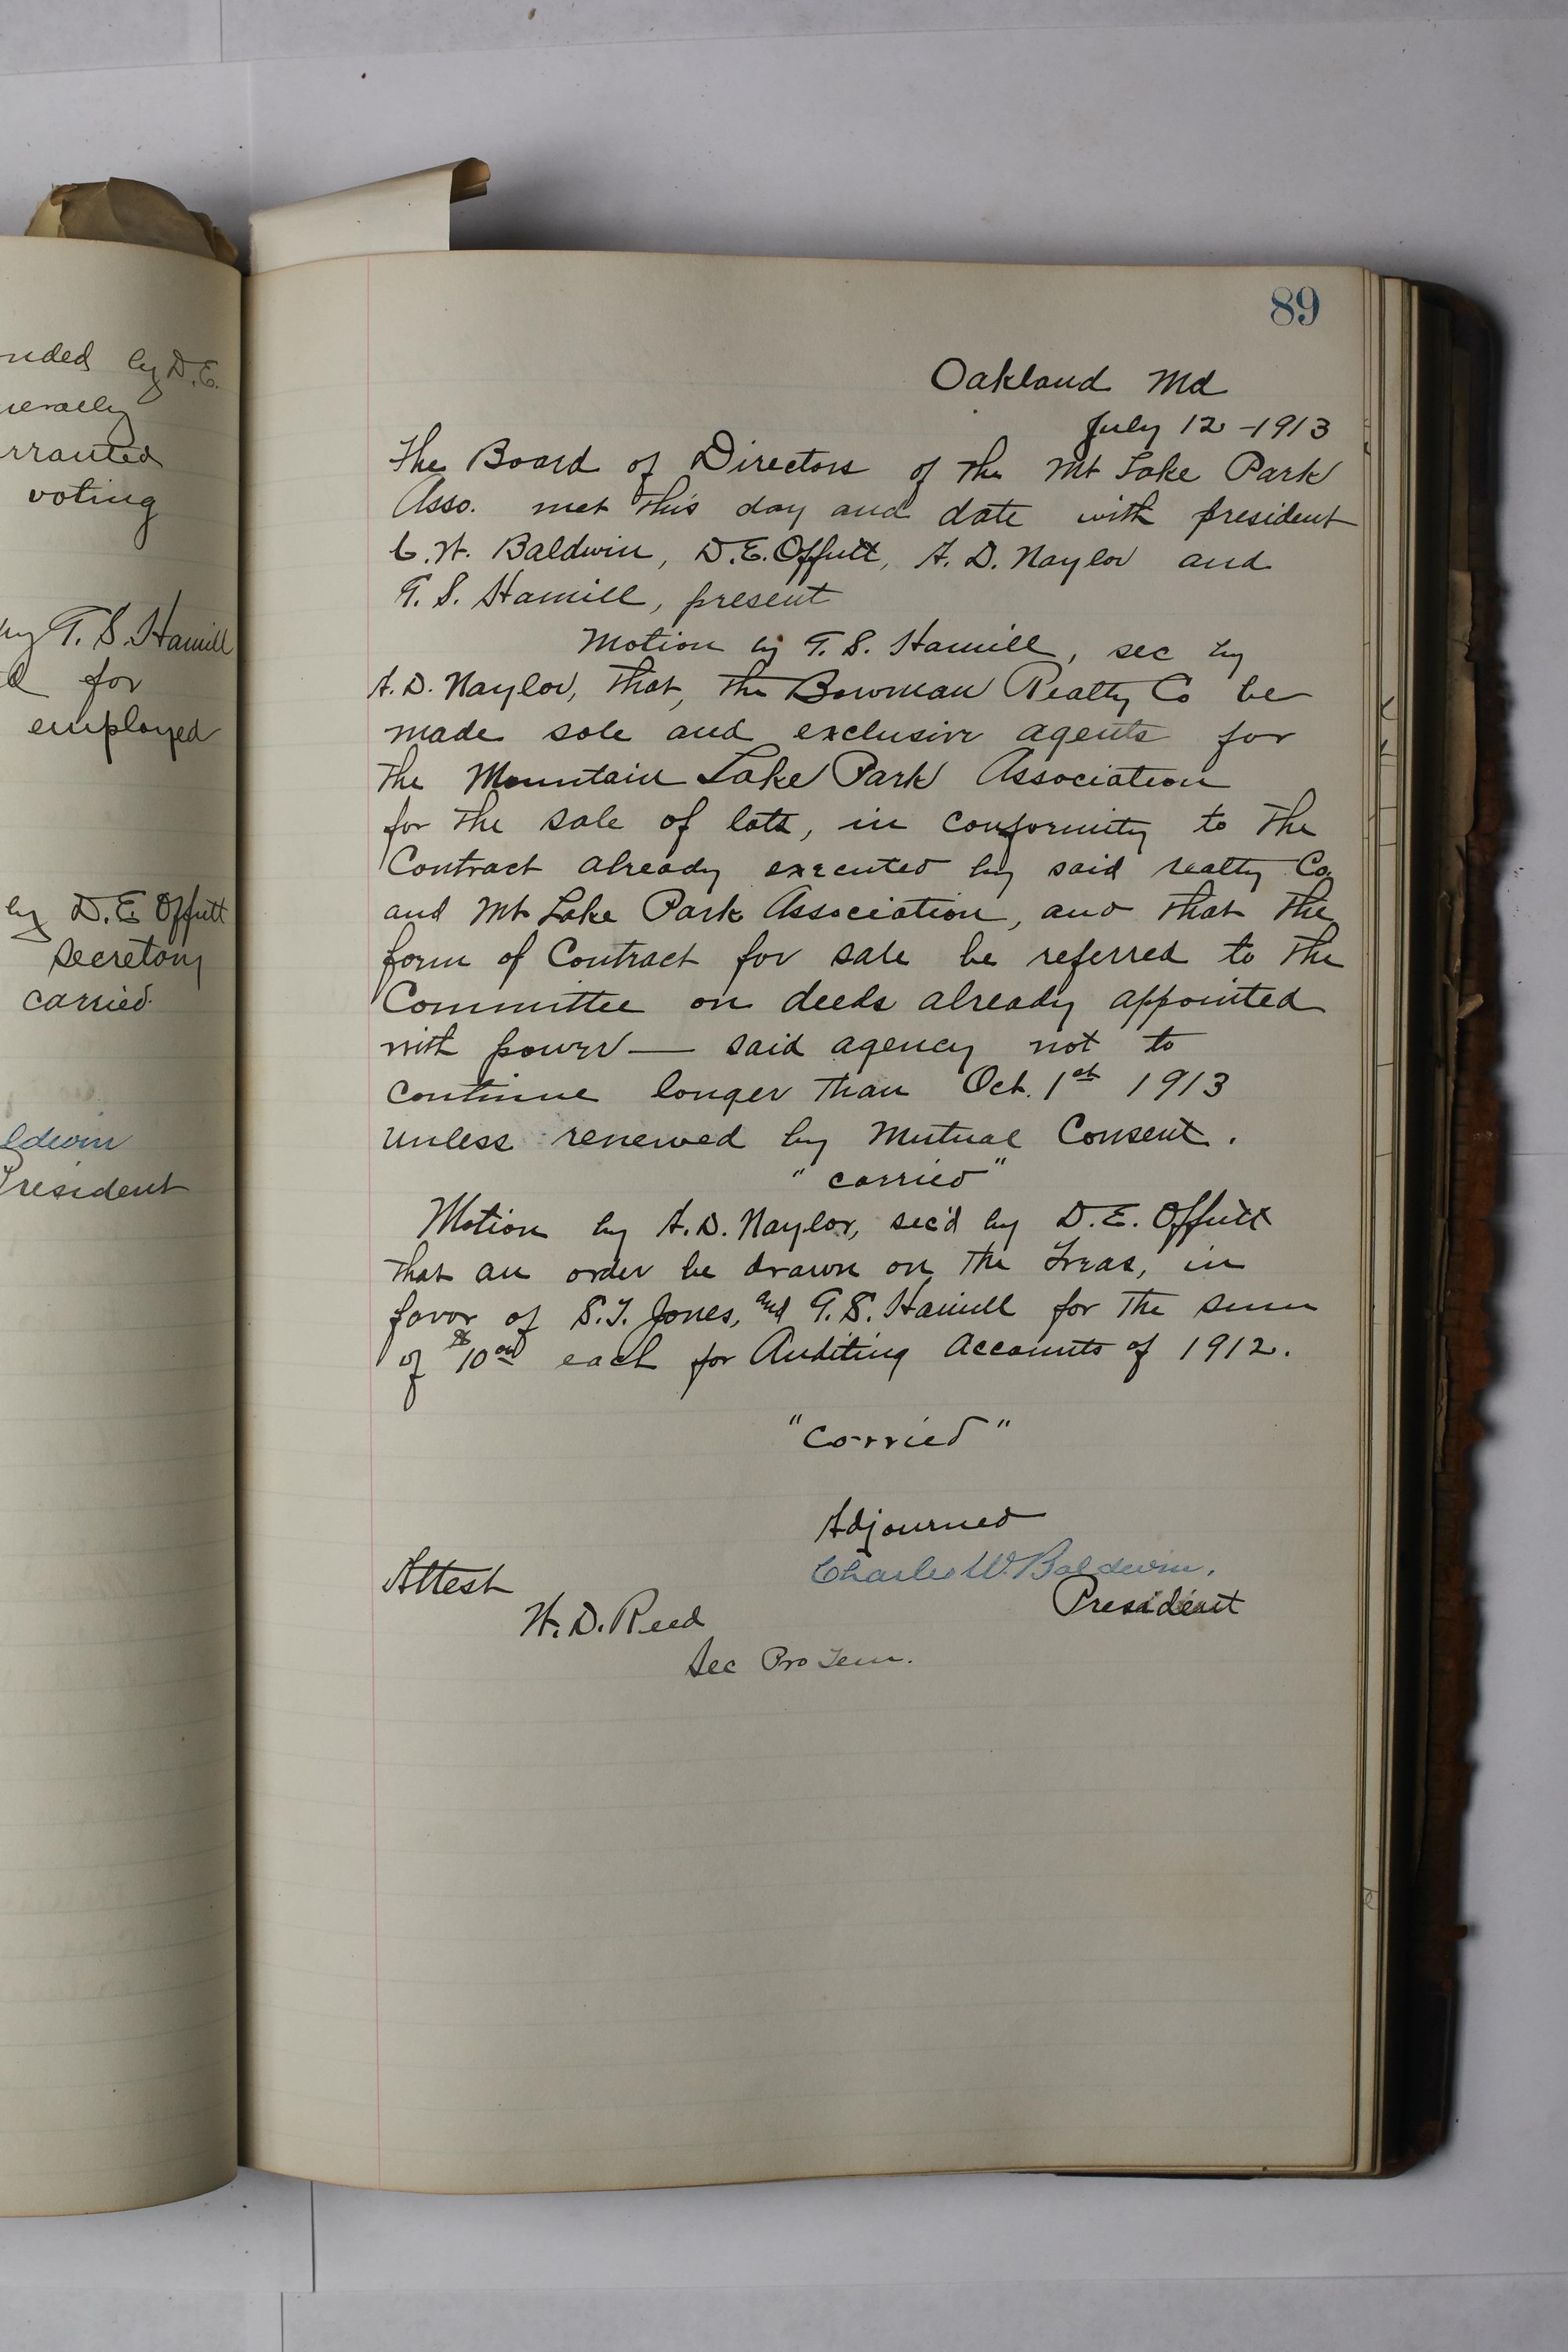 nded by D.E.
nerally
rranted
voting
by T. S. Hamill
for
employed
by D. E. Offutt
Secretary
carried.
ldwin
President
89
Oakland Md
July 12 - 1913
The Board of Directors of the Mt Lake Park
Asso. met this day and date with president
C. W. Baldwin, D. E. Offutt, A. D. Naylor and
T. S. Hamill, present
Motion by T. S. Hamill, sec by
A. D. Naylor, that, the Bowman Realty Co be
made sole and exclusive agents for
the Mountain Lake Park Association
for the sale of lots, in conformity to the
Contract already executed by said realty Co
and Mt Lake Park Association, and that the
form of Contract for sale be referred to the
Committee on deeds already appointed
with power — said agency not to
continue longer than Oct. 1st 1913
unless renewed by Mutual Consent.
"carried"
Motion by A. D. Naylor, sec'd by D. E. Offutt
that an order be drawn on the Treas, in
favor of S. T. Jones, and T. S. Hamill for the sum
of $10 00 each for Auditing Accounts of 1912.
"Carried"
Adjourned
Charles W. Baldwin.
President
Attest
W. D. Reed
Sec Pro Tem.